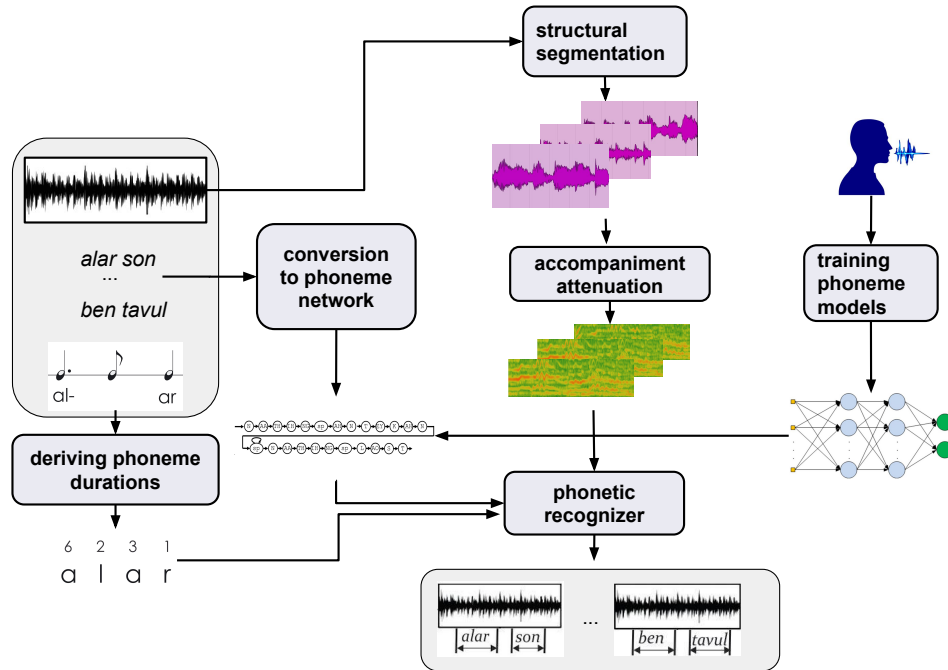 structural
segmentation
alar son
...
ben tavul
al- ar
conversion
to phoneme
network
accompaniment
attenuation
training
phoneme
models
deriving phoneme
durations
6 2 3 1
a l a r
phonetic
recognizer
alar son
...
ben tavul